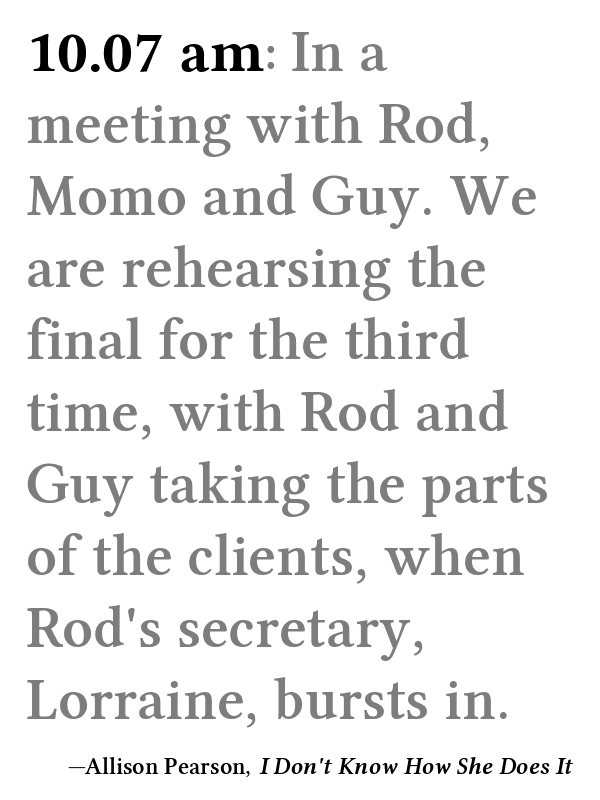 10.07 am: In a
meeting with Rod,
Momo and Guy. We
are rehearsing the
final for the third
time, with Rod and
Guy taking the parts
of the clients, when
Rod's secretary,
Lorraine, bursts in.
—Allison Pearson, I Don't Know How She Does It